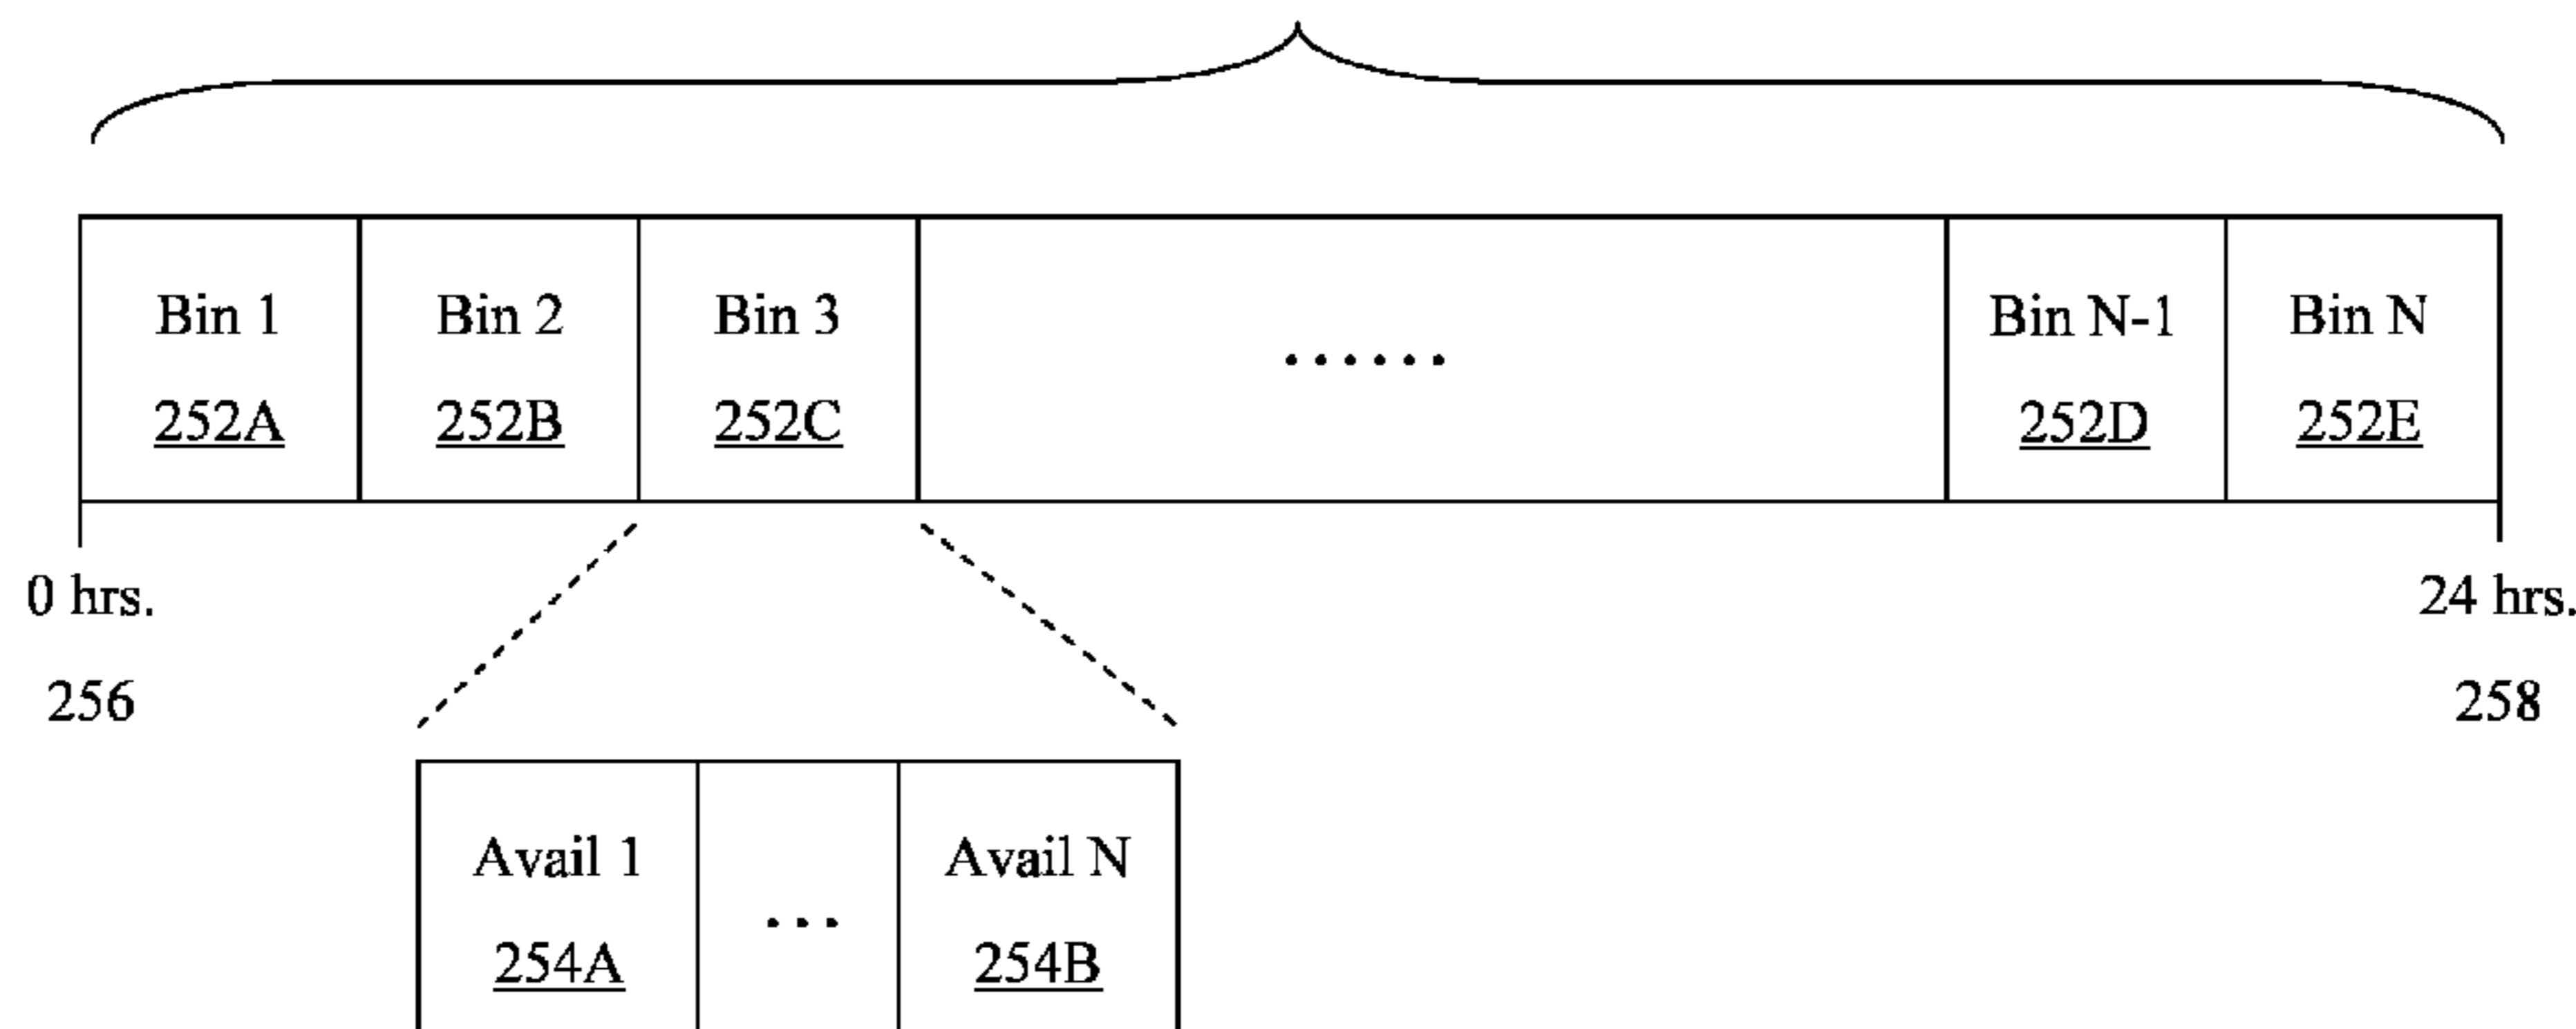 Bin 1
252A
Bin 2
252B
Bin 3
252C
......
Bin N-1
252D
Bin N
252E
0 hrs.
256
24 hrs.
258
Avail 1
254A
...
Avail N
254B